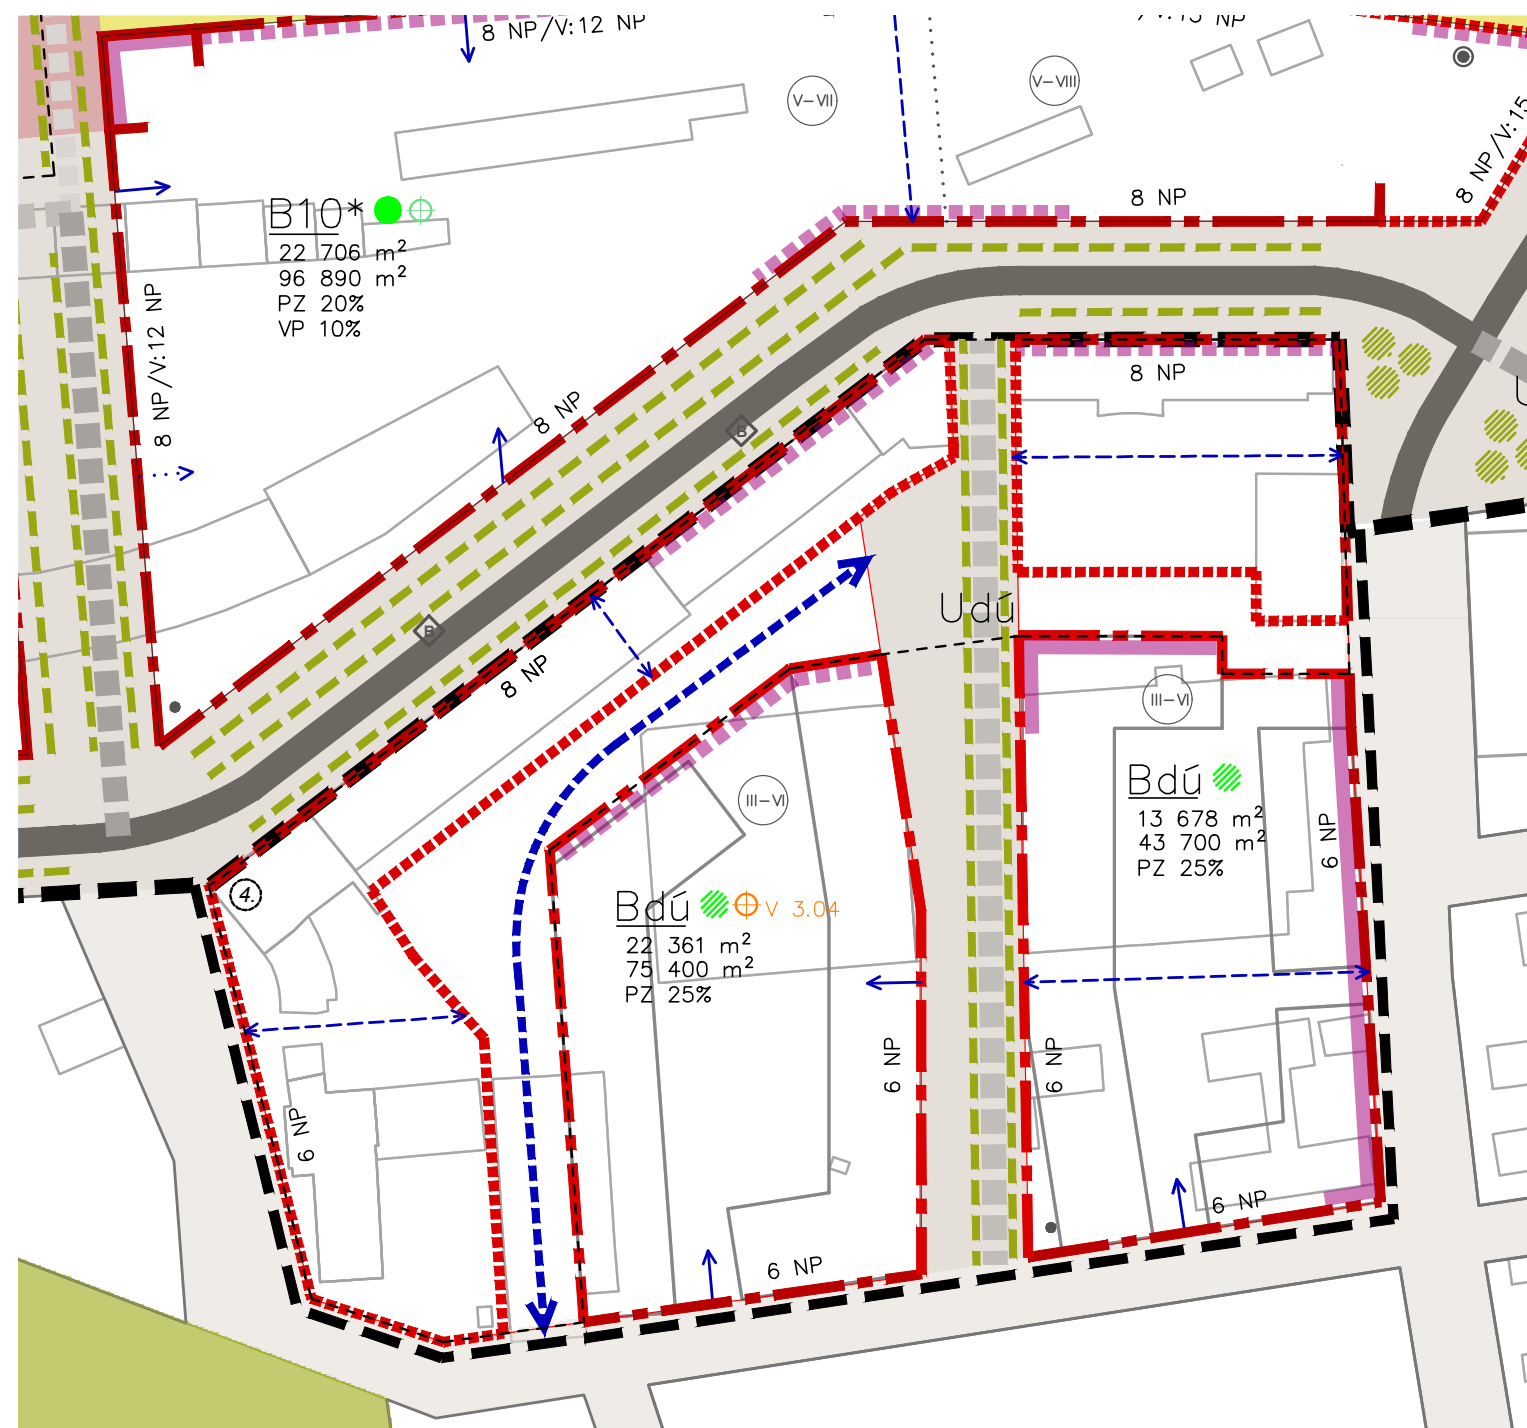 8 NP/V:12 NP
/V:15 NP
V-VII
V-VIII
8 NP/V:15
8 NP
B10*
22 706 m²
96 890 m²
PZ 20%
VP 10%
8 NP/V:12 NP
8 NP
8 NP
B
U
Udú
B
8 NP
III-VI
Bdú
13 678 m²
43 700 m²
PZ 25%
III-VI
6 NP
4.
Bdú
V 3.04
22 361 m²
75 400 m²
PZ 25%
6 NP
6 NP
6 NP
6 NP
6 NP